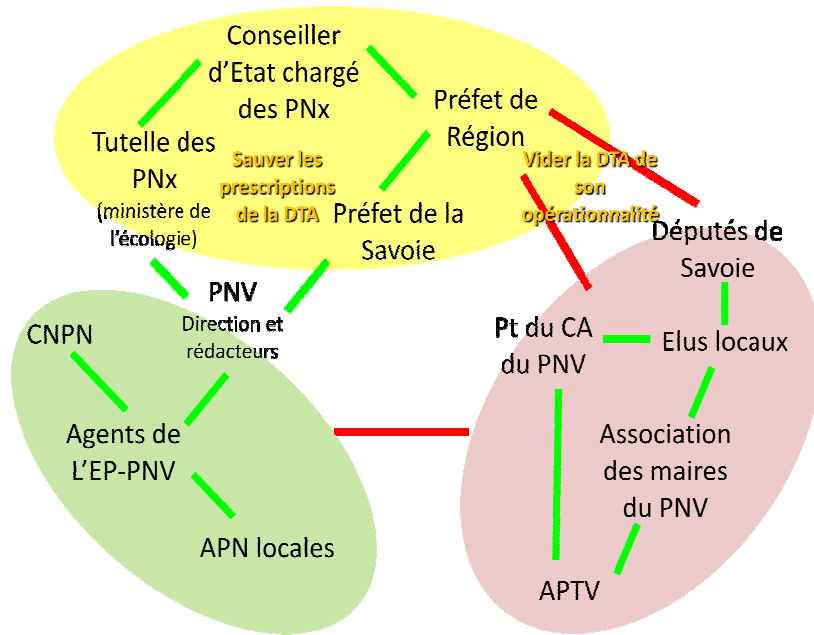 Conseiller
d'Etat chargé
des PNx
Préfet de
Région
Tutelle des
PNx
(ministère de
l'écologie)
Sauver les
prescriptions
de la DTA
Préfet de la
Savoie
Vider la DTA de
son
opérationnalité
Députés de
Savoie
PNV
Direction et
rédacteurs
CNPN
Agents de
L'EP-PNV
APN locales
Pt du CA
du PNV
Elus locaux
Association
des maires
du PNV
APTV